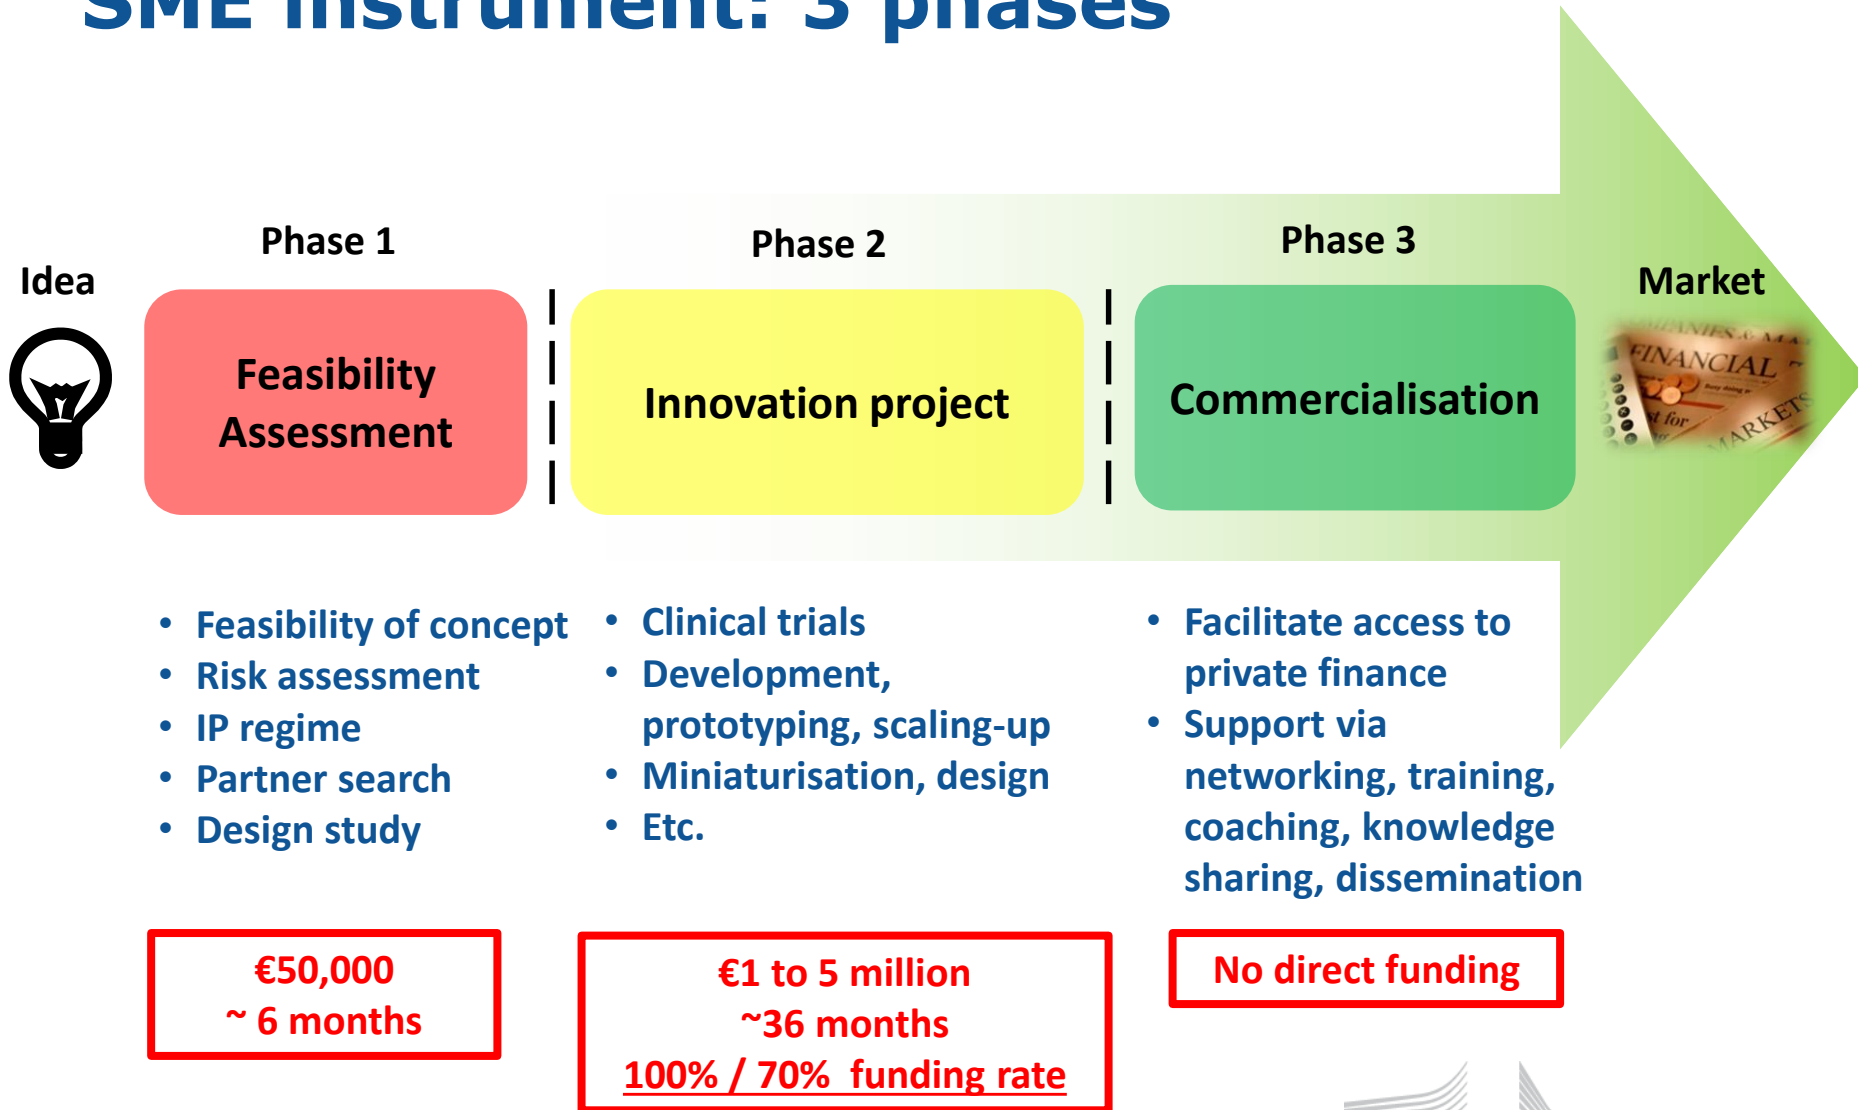 SME instrument: 3 phases
Phase 1
Phase 2
Phase 3
Idea
Market
Feasibility
Assessment
Innovation project
Commercialisation
FINANCIAL
MARKETS
• Feasibility of concept
• Risk assessment
• IP regime
• Partner search
• Design study
• Clinical trials
• Development,
prototyping, scaling-up
• Miniaturisation, design
• Etc.
• Facilitate access to
private finance
• Support via
networking, training,
coaching, knowledge
sharing, dissemination
€50,000
~ 6 months
€1 to 5 million
~36 months
100% / 70% funding rate
No direct funding